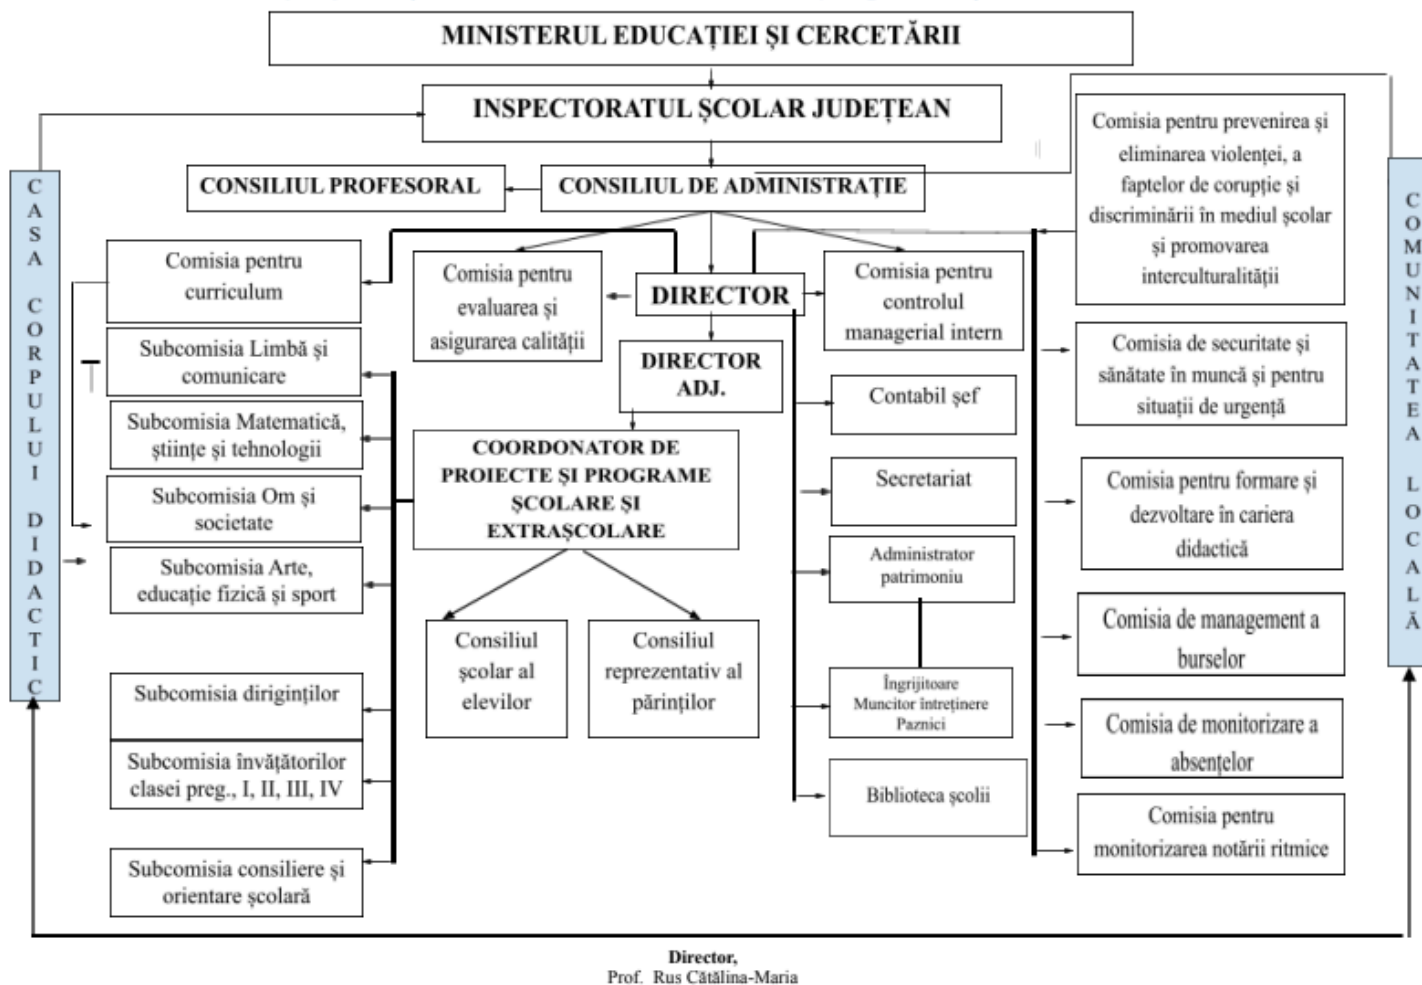 MINISTERUL EDUCAȚIEI ȘI CERCETĂRII
INSPECTORATUL ȘCOLAR JUDEȚEAN
CONSILIUL PROFESORAL
CONSILIUL DE ADMINISTRAȚIE
CASA CORPULUI DIDACTIC
Comisia pentru
curriculum
Subcomisia Limbă și
comunicare
Subcomisia Matematică,
științe și tehnologii
Subcomisia Om și
societate
Subcomisia Arte,
educație fizică și sport
Subcomisia diriginților
Subcomisia învățătorilor
clasei preg., I, II, III, IV
Subcomisia consiliere și
orientare școlară
Comisia pentru
evaluarea și
asigurarea calității
DIRECTOR
DIRECTOR
ADJ.
COORDONATOR DE
PROIECTE ȘI PROGRAME
ȘCOLARE ȘI
EXTRAȘCOLARE
Consiliul
școlar al
elevilor
Consiliul
reprezentativ al
părinților
Comisia pentru
controlul
managerial intern
Contabil șef
Secretariat
Administrator
patrimoniu
Îngrijitoare
Muncitor întreținere
Paznici
Biblioteca școlii
Comisia pentru prevenirea și
eliminarea violenței, a
faptelor de corupție și
discriminării în mediul școlar
și promovarea
interculturalității
Comisia de securitate și
sănătate în muncă și pentru
situații de urgență
Comisia pentru formare și
dezvoltare în cariera
didactică
Comisia de management a
burselor
Comisia de monitorizare a
absențelor
Comisia pentru
monitorizarea notării ritmice
COMUNITATEA LOCALĂ
Director,
Prof. Rus Cătălina-Maria